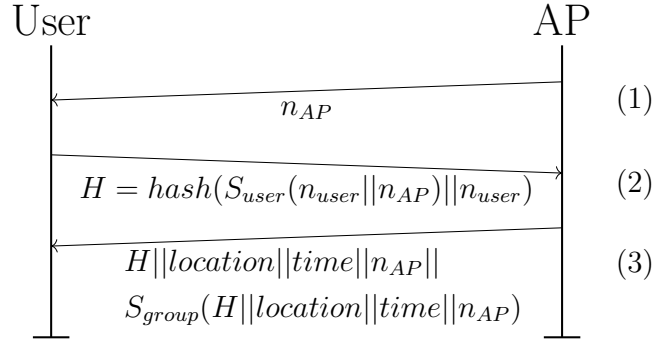 User AP
n_{AP} (1)
H = hash(S_{user}(n_{user}||n_{AP})||n_{user}) (2)
H||location||time||n_{AP}|| (3)
S_{group}(H||location||time||n_{AP})